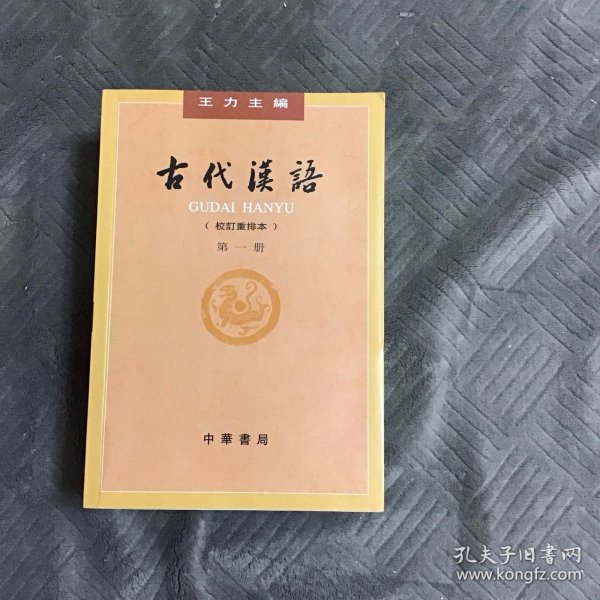 王力主編
古代漢語
GUDAI HANYU
（校訂重排本）
第一册
中華書局
孔夫子旧书网
www.kongfz.com